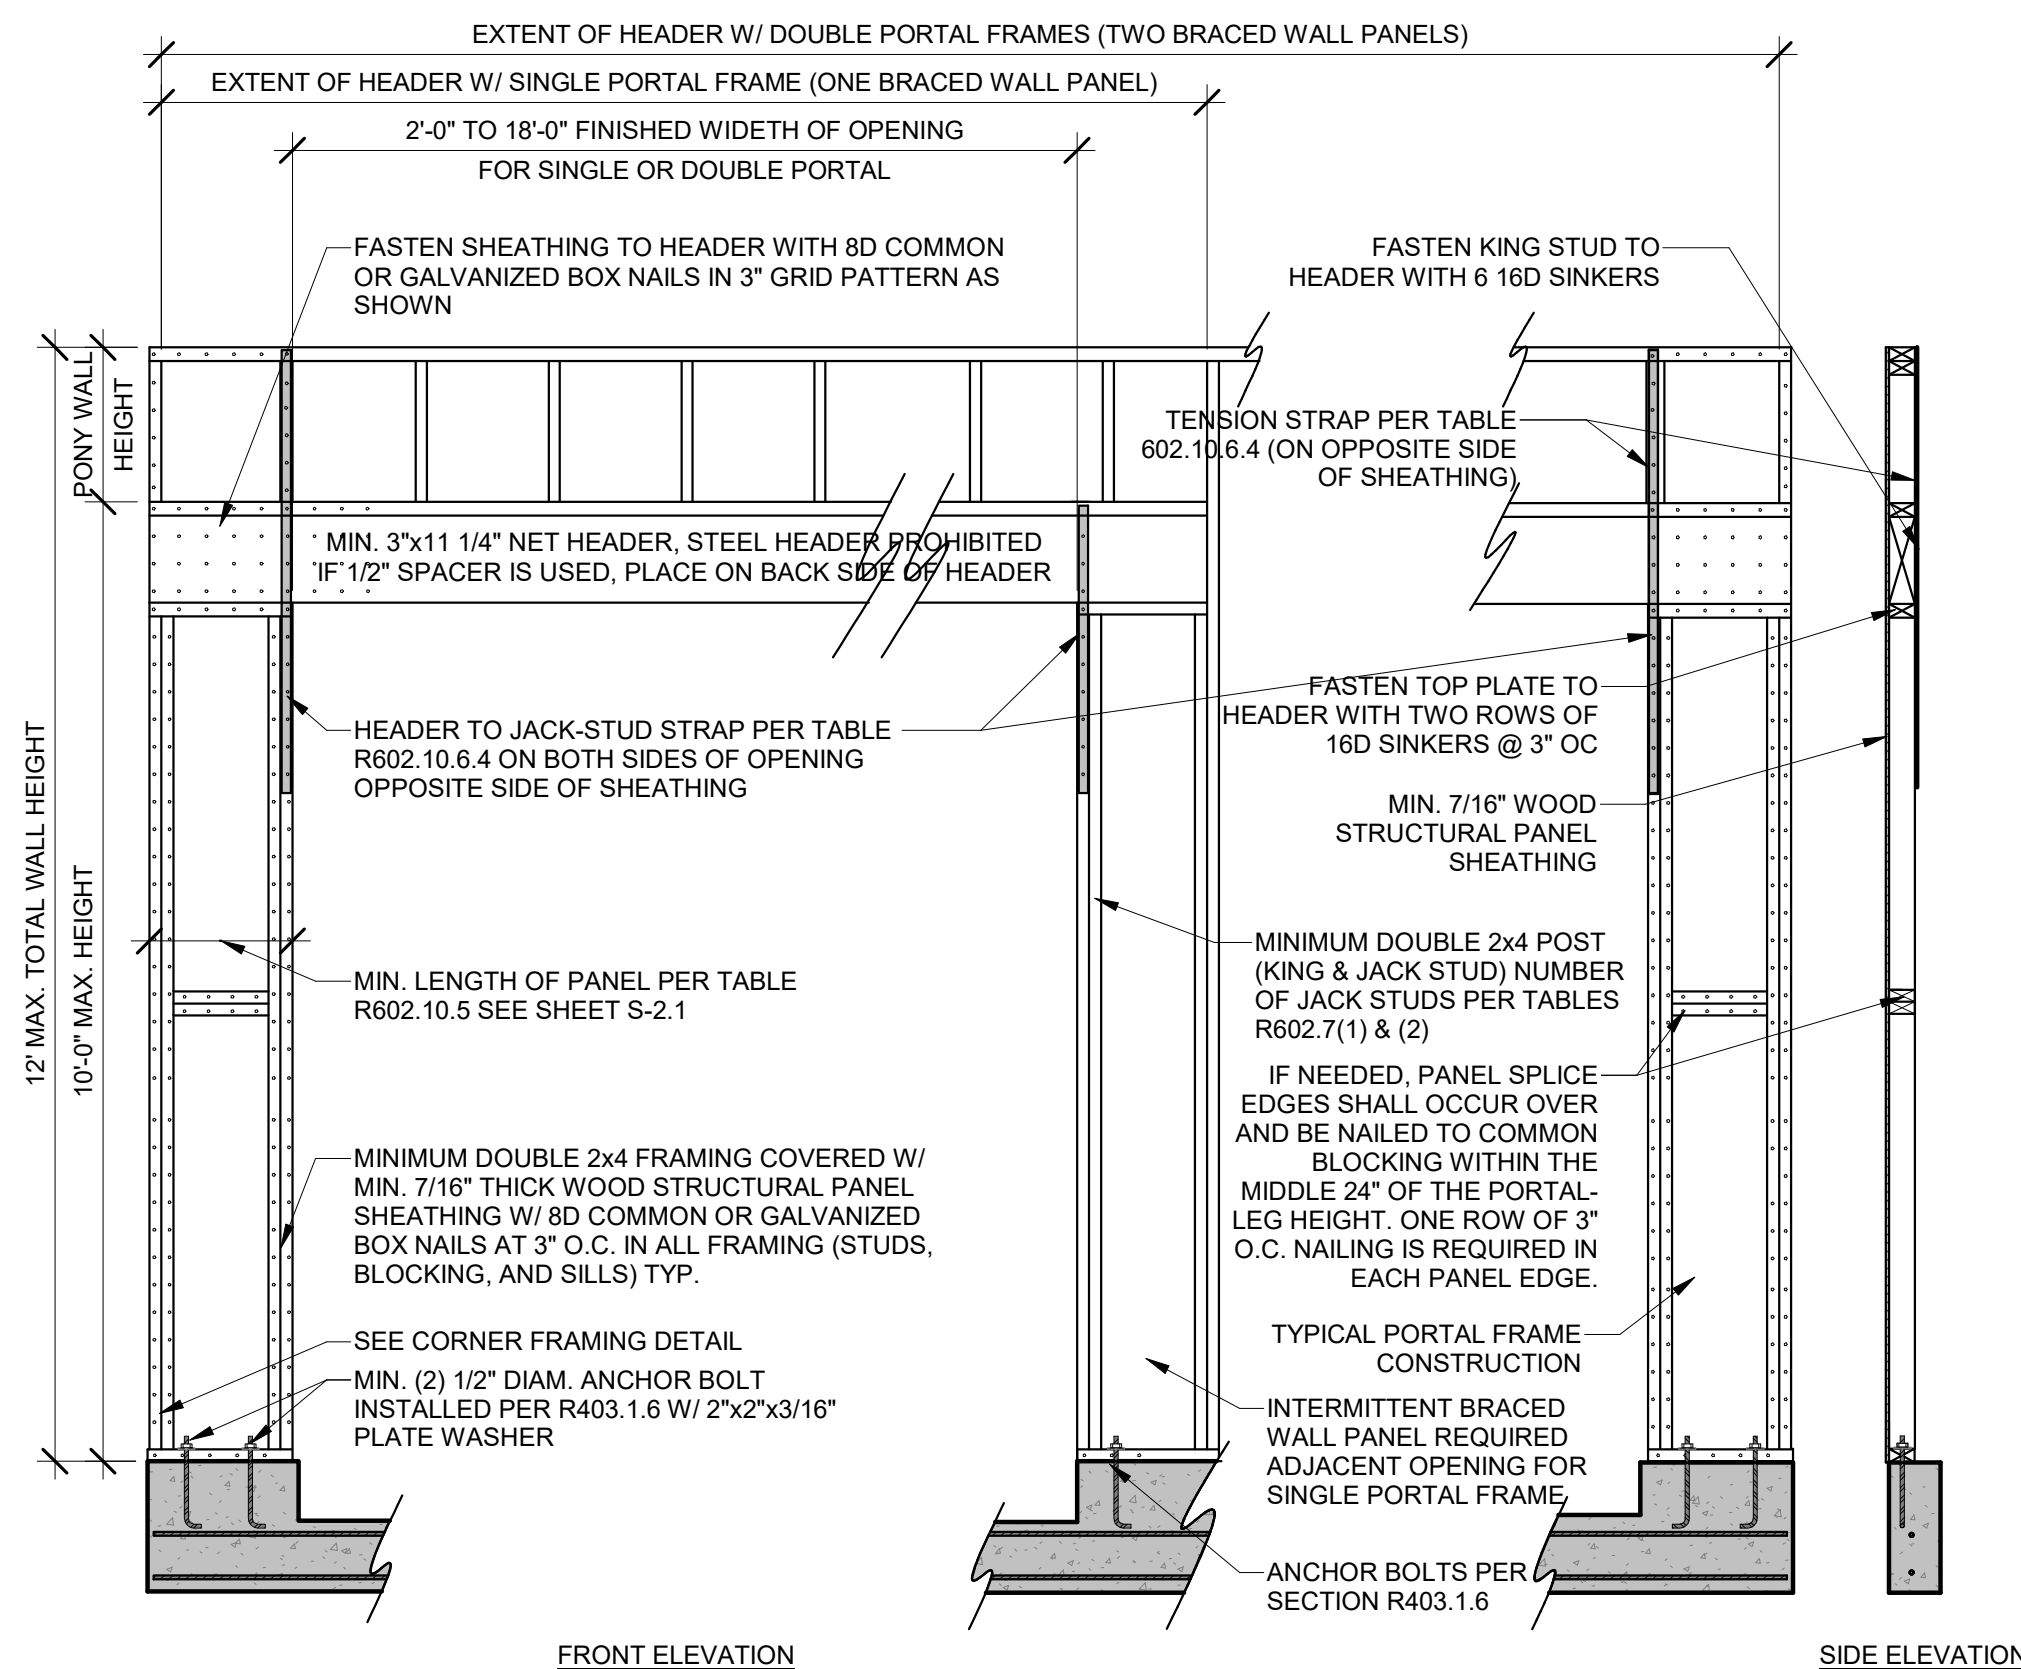 EXTENT OF HEADER W/ DOUBLE PORTAL FRAMES (TWO BRACED WALL PANELS)
EXTENT OF HEADER W/ SINGLE PORTAL FRAME (ONE BRACED WALL PANEL)
2'-0" TO 18'-0" FINISHED WIDETH OF OPENING
FOR SINGLE OR DOUBLE PORTAL
FASTEN SHEATHING TO HEADER WITH 8D COMMON
OR GALVANIZED BOX NAILS IN 3" GRID PATTERN AS
SHOWN
FASTEN KING STUD TO
HEADER WITH 6 16D SINKERS
PONY WALL
HEIGHT
TENSION STRAP PER TABLE
602.10.6.4 (ON OPPOSITE SIDE
OF SHEATHING)
MIN. 3"x11 1/4" NET HEADER, STEEL HEADER PROHIBITED
IF 1/2" SPACER IS USED, PLACE ON BACK SIDE OF HEADER
12' MAX. TOTAL WALL HEIGHT
10'-0" MAX. HEIGHT
HEADER TO JACK-STUD STRAP PER TABLE
R602.10.6.4 ON BOTH SIDES OF OPENING
OPPOSITE SIDE OF SHEATHING
FASTEN TOP PLATE TO
HEADER WITH TWO ROWS OF
16D SINKERS @ 3" OC
MIN. 7/16" WOOD
STRUCTURAL PANEL
SHEATHING
MIN. LENGTH OF PANEL PER TABLE
R602.10.5 SEE SHEET S-2.1
MINIMUM DOUBLE 2x4 POST
(KING & JACK STUD) NUMBER
OF JACK STUDS PER TABLES
R602.7(1) & (2)
IF NEEDED, PANEL SPLICE
EDGES SHALL OCCUR OVER
AND BE NAILED TO COMMON
BLOCKING WITHIN THE
MIDDLE 24" OF THE PORTAL-
LEG HEIGHT. ONE ROW OF 3"
O.C. NAILING IS REQUIRED IN
EACH PANEL EDGE.
MINIMUM DOUBLE 2x4 FRAMING COVERED W/
MIN. 7/16" THICK WOOD STRUCTURAL PANEL
SHEATHING W/ 8D COMMON OR GALVANIZED
BOX NAILS AT 3" O.C. IN ALL FRAMING (STUDS,
BLOCKING, AND SILLS) TYP.
SEE CORNER FRAMING DETAIL
MIN. (2) 1/2" DIAM. ANCHOR BOLT
INSTALLED PER R403.1.6 W/ 2"x2"x3/16"
PLATE WASHER
TYPICAL PORTAL FRAME
CONSTRUCTION
INTERMITTENT BRACED
WALL PANEL REQUIRED
ADJACENT OPENING FOR
SINGLE PORTAL FRAME
ANCHOR BOLTS PER
SECTION R403.1.6
FRONT ELEVATION
SIDE ELEVATION